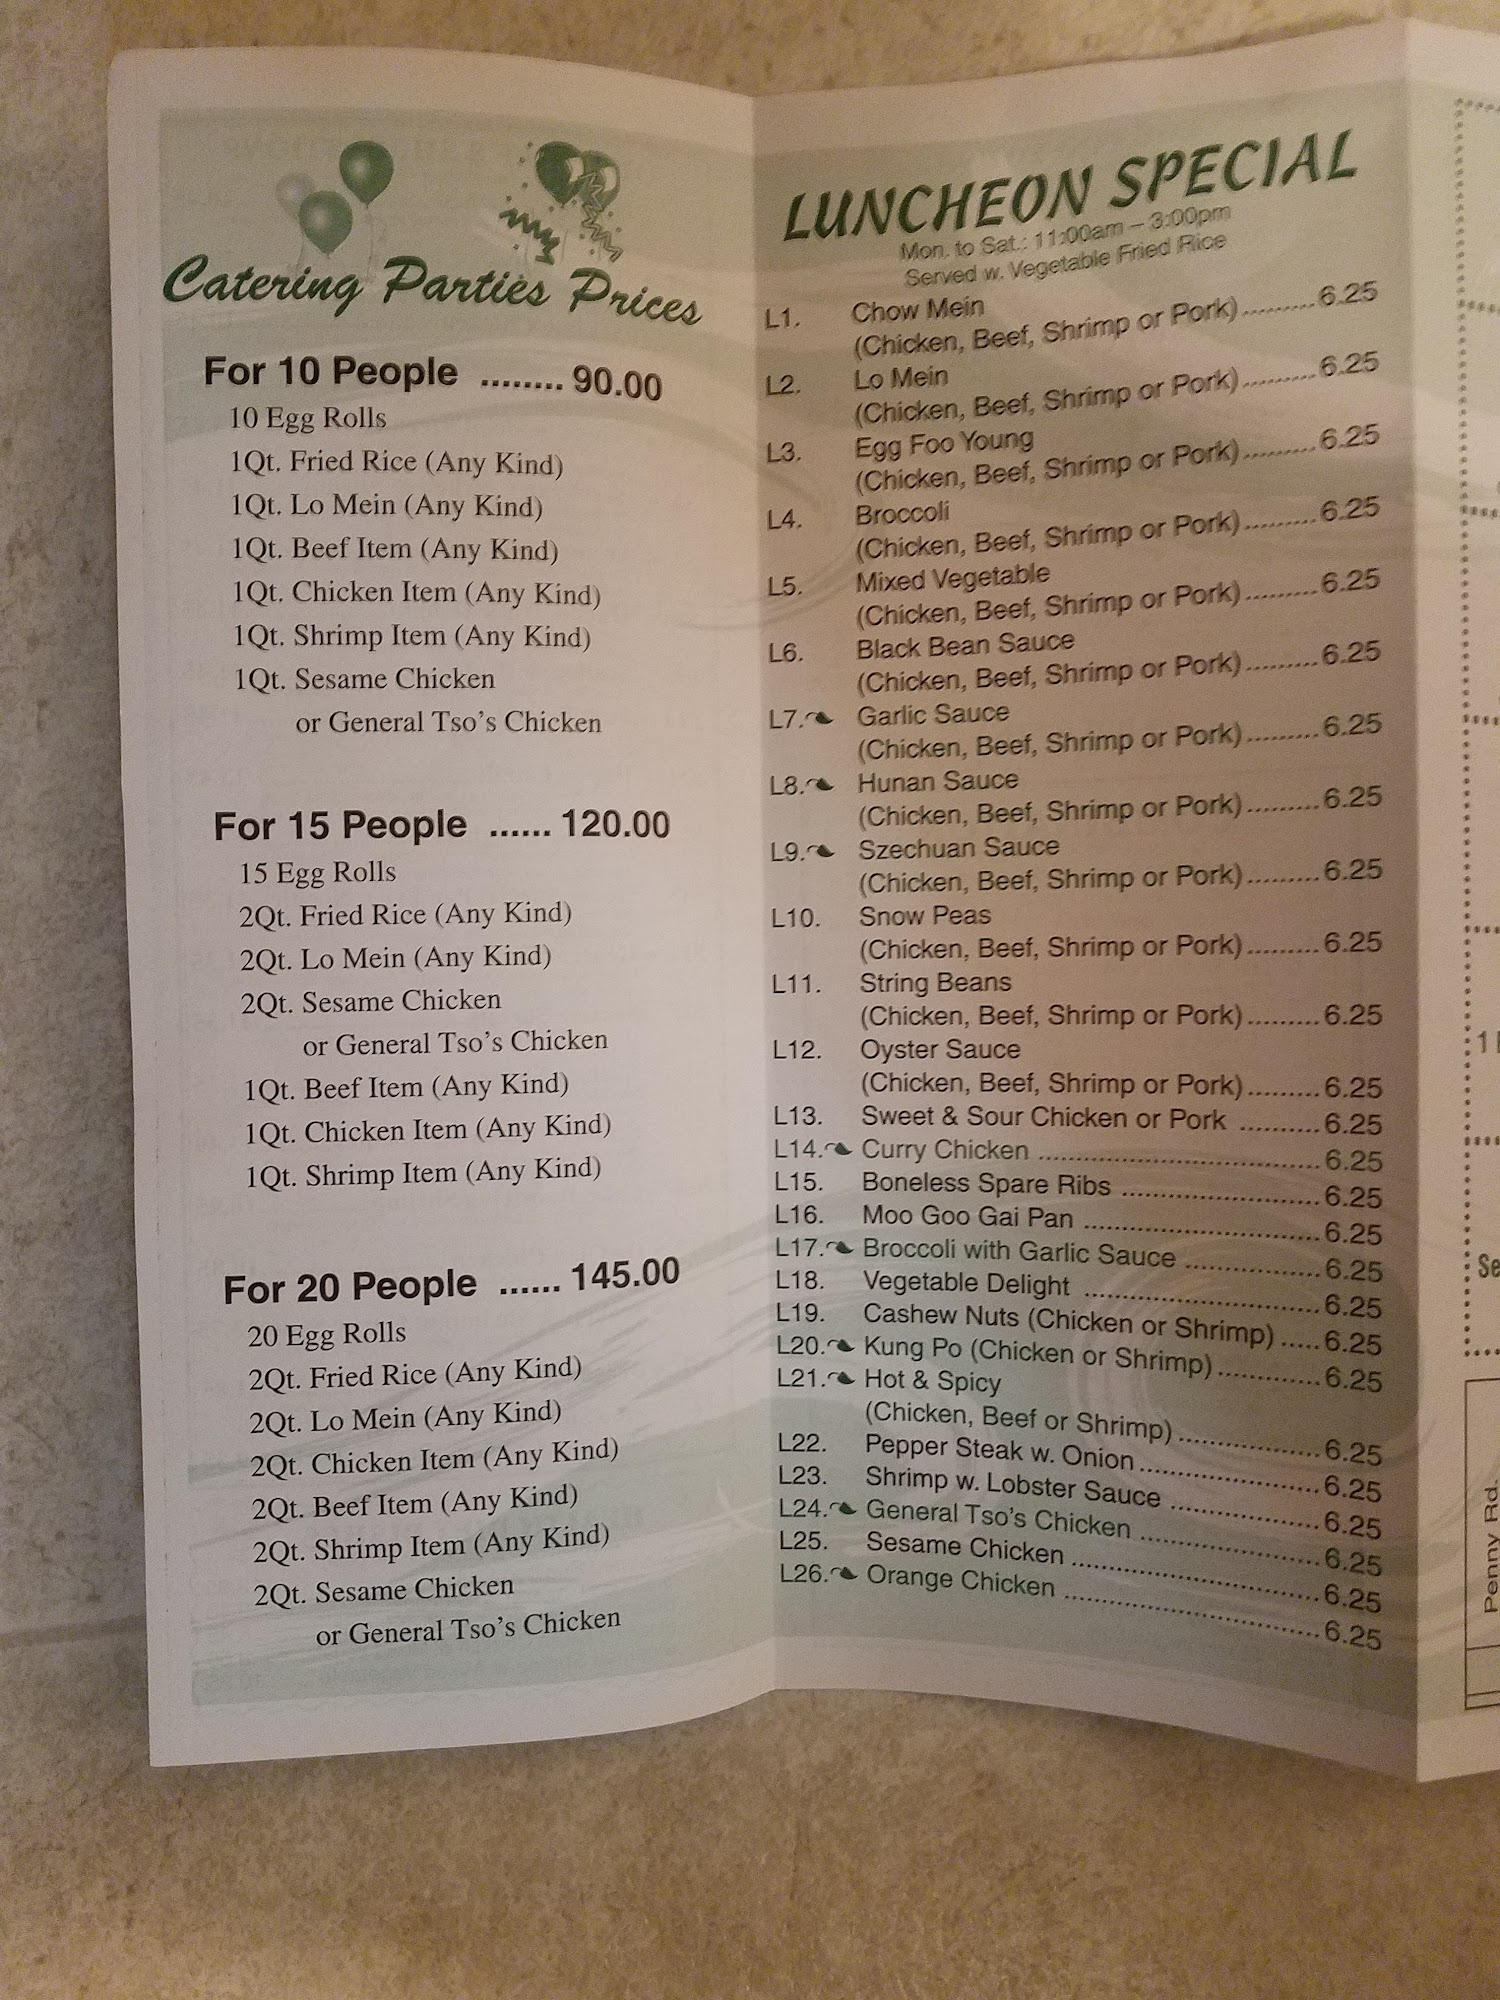 Catering Parties Prices
For 10 People ........ 90.00
10 Egg Rolls
1Qt. Fried Rice (Any Kind)
1Qt. Lo Mein (Any Kind)
1Qt. Beef Item (Any Kind)
1Qt. Chicken Item (Any Kind)
1Qt. Shrimp Item (Any Kind)
1Qt. Sesame Chicken
or General Tso's Chicken
For 15 People ...... 120.00
15 Egg Rolls
2Qt. Fried Rice (Any Kind)
2Qt. Lo Mein (Any Kind)
2Qt. Sesame Chicken
or General Tso's Chicken
1Qt. Beef Item (Any Kind)
1Qt. Chicken Item (Any Kind)
1Qt. Shrimp Item (Any Kind)
For 20 People ...... 145.00
20 Egg Rolls
2Qt. Fried Rice (Any Kind)
2Qt. Lo Mein (Any Kind)
2Qt. Chicken Item (Any Kind)
2Qt. Beef Item (Any Kind)
2Qt. Shrimp Item (Any Kind)
2Qt. Sesame Chicken
or General Tso's Chicken
LUNCHEON SPECIAL
Mon. to Sat.: 11:00am – 3:00pm
Served w. Vegetable Fried Rice
L1. Chow Mein
(Chicken, Beef, Shrimp or Pork).........6.25
L2. Lo Mein
(Chicken, Beef, Shrimp or Pork).........6.25
L3. Egg Foo Young
(Chicken, Beef, Shrimp or Pork).........6.25
L4. Broccoli
(Chicken, Beef, Shrimp or Pork).........6.25
L5. Mixed Vegetable
(Chicken, Beef, Shrimp or Pork).........6.25
L6. Black Bean Sauce
(Chicken, Beef, Shrimp or Pork).........6.25
L7. Garlic Sauce
(Chicken, Beef, Shrimp or Pork).........6.25
L8. Hunan Sauce
(Chicken, Beef, Shrimp or Pork).........6.25
L9. Szechuan Sauce
(Chicken, Beef, Shrimp or Pork).........6.25
L10. Snow Peas
(Chicken, Beef, Shrimp or Pork).........6.25
L11. String Beans
(Chicken, Beef, Shrimp or Pork).........6.25
L12. Oyster Sauce
(Chicken, Beef, Shrimp or Pork).........6.25
L13. Sweet & Sour Chicken or Pork ..........6.25
L14. Curry Chicken ...................................6.25
L15. Boneless Spare Ribs .........................6.25
L16. Moo Goo Gai Pan ..............................6.25
L17. Broccoli with Garlic Sauce .................6.25
L18. Vegetable Delight ..............................6.25
L19. Cashew Nuts (Chicken or Shrimp) .....6.25
L20. Kung Po (Chicken or Shrimp).............6.25
L21. Hot & Spicy
(Chicken, Beef or Shrimp)..................6.25
L22. Pepper Steak w. Onion.......................6.25
L23. Shrimp w. Lobster Sauce ...................6.25
L24. General Tso's Chicken .......................6.25
L25. Sesame Chicken ................................6.25
L26. Orange Chicken .................................6.25
1
Se
Penny Rd.